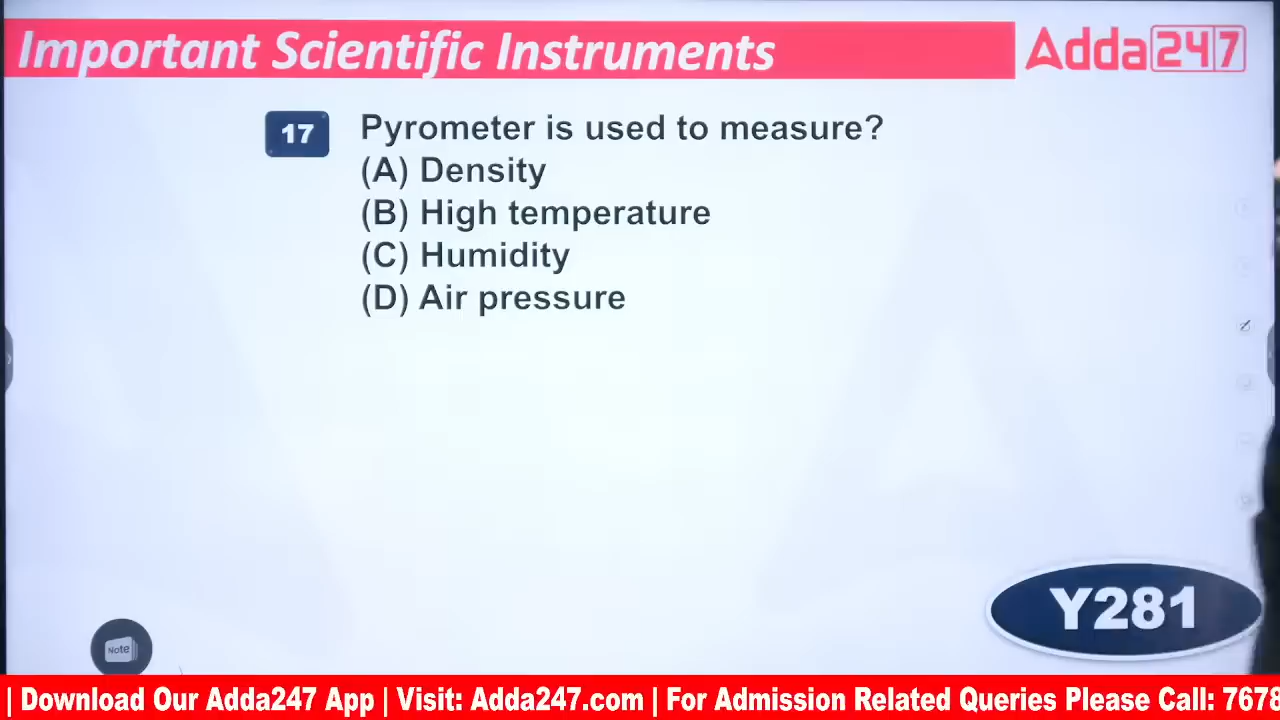 Important Scientific Instruments
Adda247
17 Pyrometer is used to measure?
(A) Density
(B) High temperature
(C) Humidity
(D) Air pressure
Y281
Note
| Download Our Adda247 App | Visit: Adda247.com | For Admission Related Queries Please Call: 7678